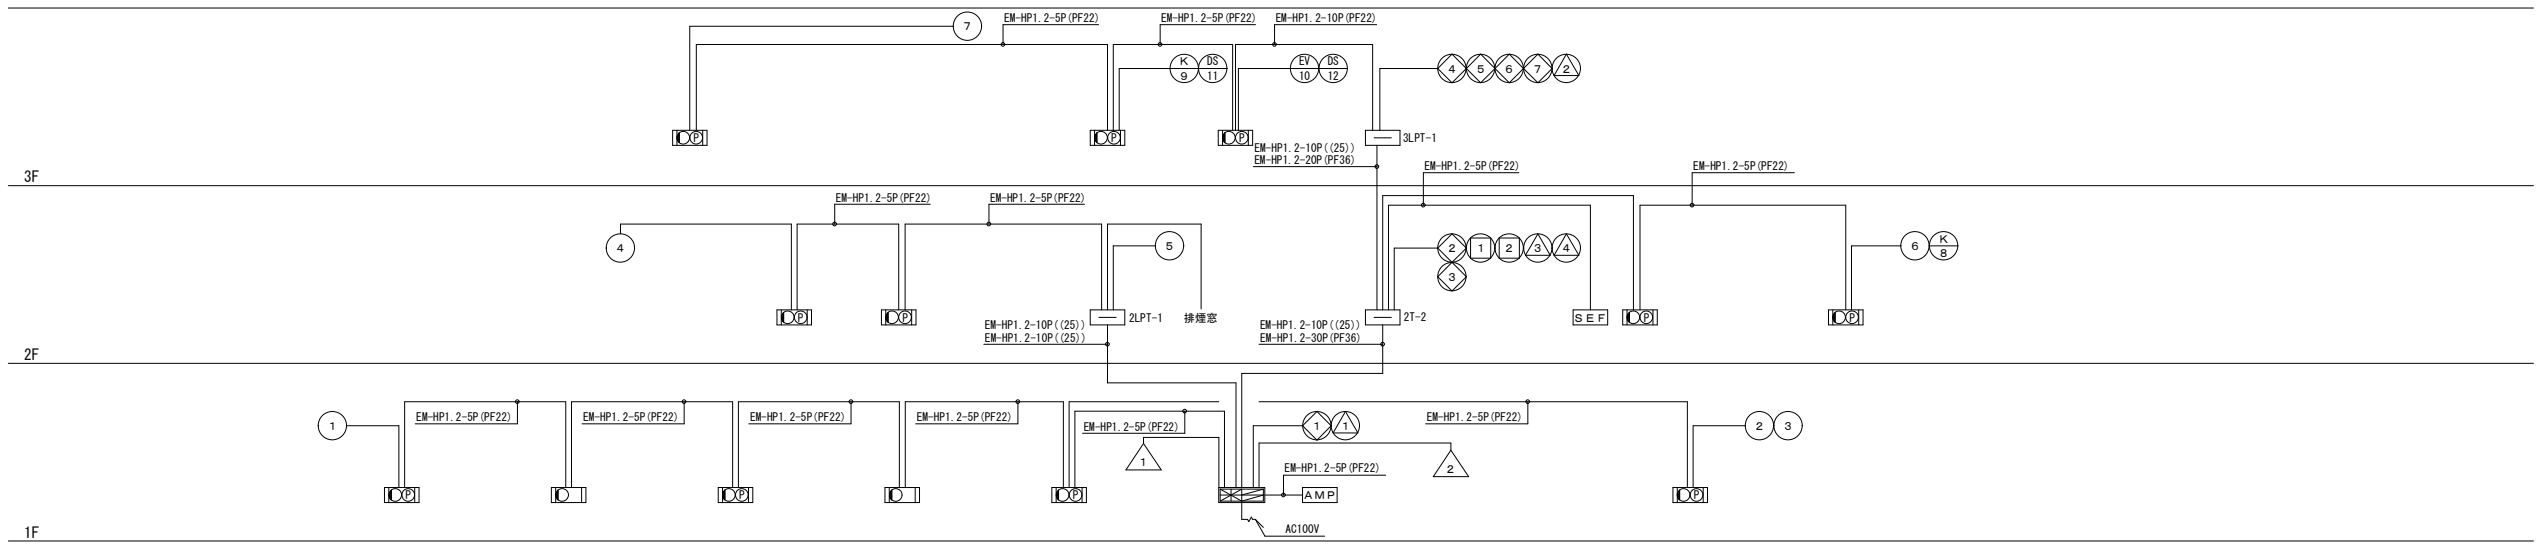 EM-HP1.2-5P(PF22)
EM-HP1.2-5P(PF22)
EM-HP1.2-10P(PF22)
7
K
9
DS
11
EV
10
DS
12
4
5
6
7
2
P
P
P
3LPT-1
EM-HP1.2-10P((25))
EM-HP1.2-20P(PF36)
3F
EM-HP1.2-5P(PF22)
EM-HP1.2-5P(PF22)
EM-HP1.2-5P(PF22)
EM-HP1.2-5P(PF22)
4
5
2
1
2
3
4
3
6
K
8
P
P
2LPT-1
排煙窓
2T-2
SEF
P
P
EM-HP1.2-10P((25))
EM-HP1.2-10P((25))
EM-HP1.2-10P((25))
EM-HP1.2-30P(PF36)
2F
EM-HP1.2-5P(PF22)
EM-HP1.2-5P(PF22)
EM-HP1.2-5P(PF22)
EM-HP1.2-5P(PF22)
EM-HP1.2-5P(PF22)
EM-HP1.2-5P(PF22)
1
1
1
2
3
1
2
EM-HP1.2-5P(PF22)
P
P
P
AMP
P
AC100V
1F